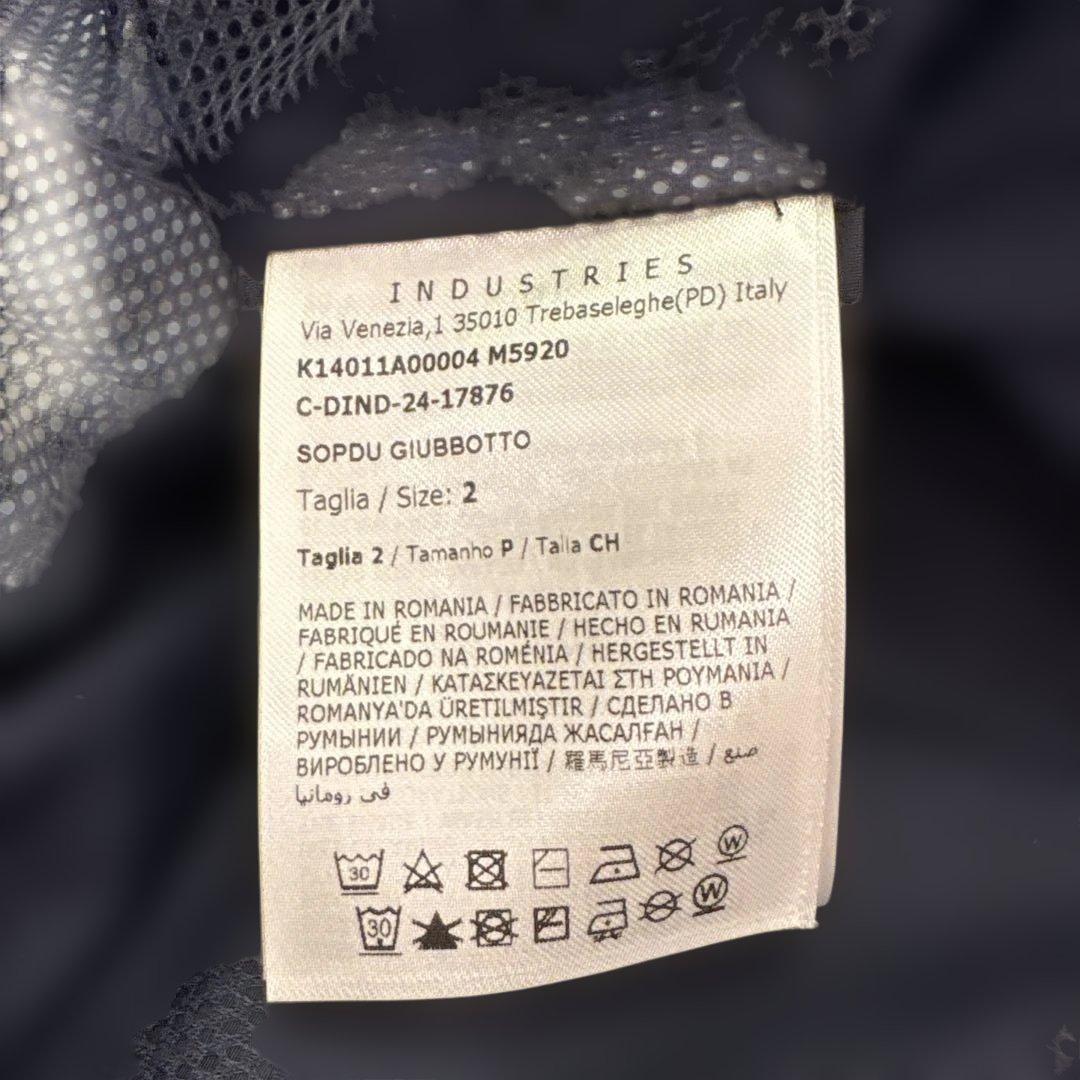 INDUSTRIES
Via Venezia,1 35010 Trebaseleghe(PD) Italy
K14011A00004 M5920
C-DIND-24-17876
SOPDU GIUBBOTTO
Taglia / Size: 2
Taglia 2 / Tamanho P / Talla CH
MADE IN ROMANIA / FABBRICATO IN ROMANIA /
FABRIQUÉ EN ROUMANIE / HECHO EN RUMANIA
/ FABRICADO NA ROMÉNIA / HERGESTELLT IN
RUMÄNIEN / ΚΑΤΑΣΚΕΥΑΖΕΤΑΙ ΣΤΗ ΡΟΥΜΑΝΙΑ /
ROMANYA'DA ÜRETILMIŞTIR / СДЕЛАНО В
РУМЫНИИ / РУМЫНИЯДА ЖАСАЛҒАН /
ВИРОБЛЕНО У РУМУНІЇ / 羅馬尼亞製造 / صنع
في رومانيا
30 W
30 W